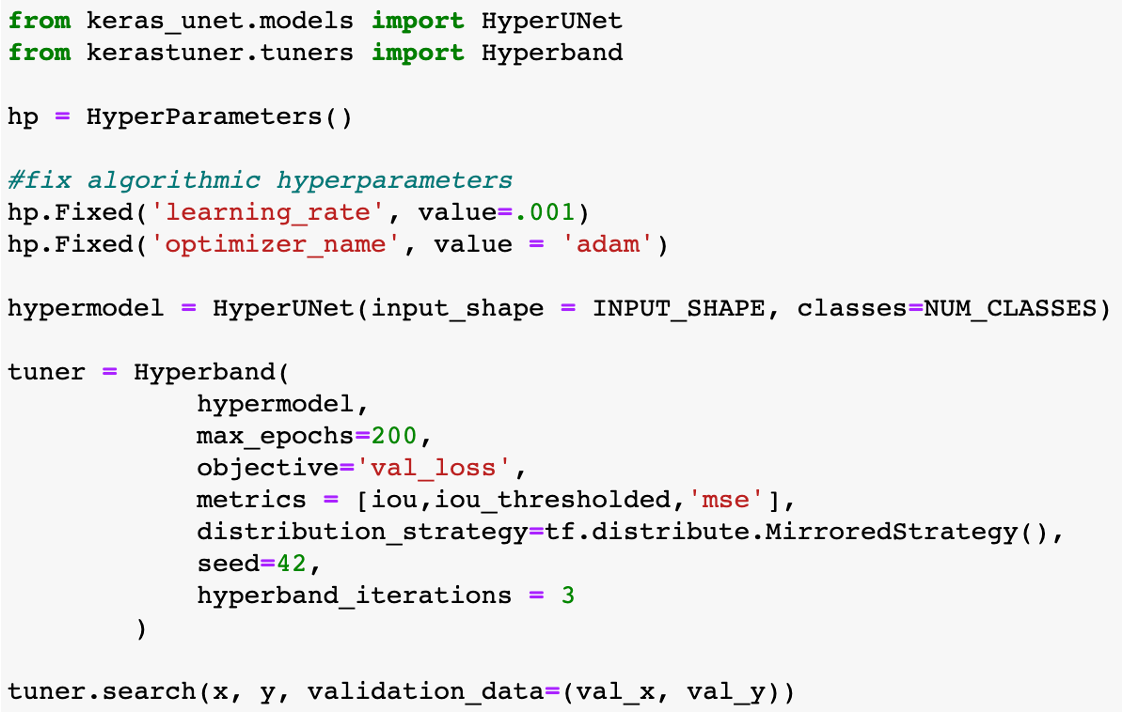 from keras_unet.models import HyperUNet
from kerastuner.tuners import Hyperband
hp = HyperParameters()
#fix algorithmic hyperparameters
hp.Fixed('learning_rate', value=.001)
hp.Fixed('optimizer_name', value = 'adam')
hypermodel = HyperUNet(input_shape = INPUT_SHAPE, classes=NUM_CLASSES)
tuner = Hyperband(
            hypermodel,
            max_epochs=200,
            objective='val_loss',
            metrics = [iou,iou_thresholded,'mse'],
            distribution_strategy=tf.distribute.MirroredStrategy(),
            seed=42,
            hyperband_iterations = 3
        )
tuner.search(x, y, validation_data=(val_x, val_y))